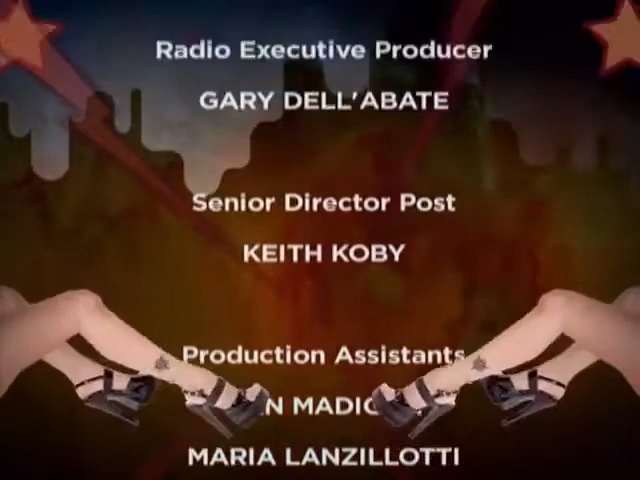 Radio Executive Producer
GARY DELL'ABATE
Senior Director Post
KEITH KOBY
Production Assistants
MARIA LANZILLOTTI